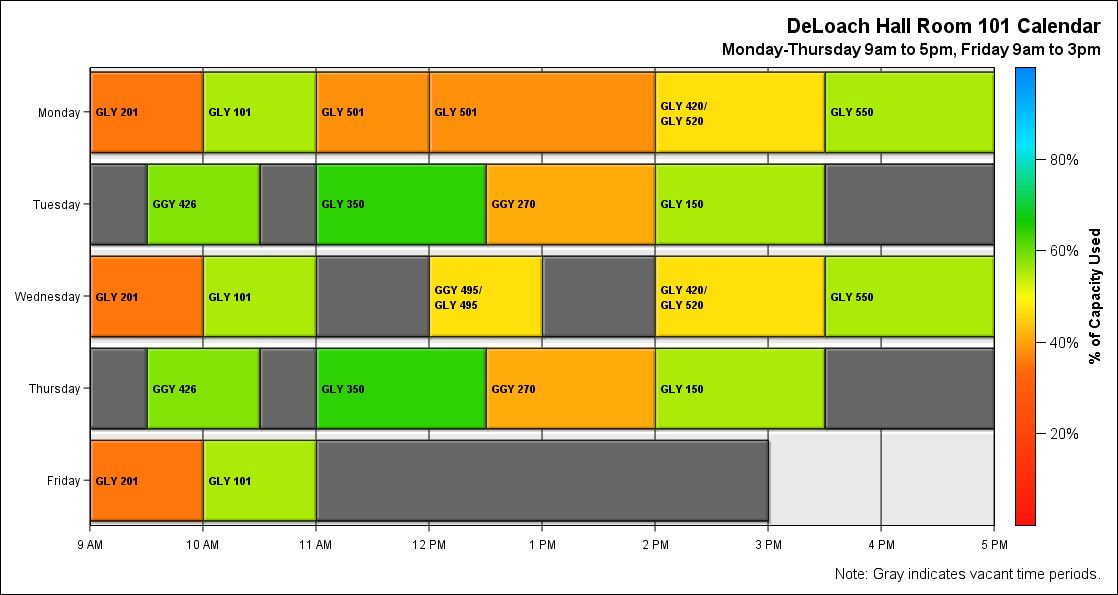 DeLoach Hall Room 101 Calendar
Monday-Thursday 9am to 5pm, Friday 9am to 3pm
Monday
GLY 201
GLY 101
GLY 501
GLY 501
GLY 420/
GLY 520
GLY 550
Tuesday
GGY 426
GLY 350
GGY 270
GLY 150
Wednesday
GLY 201
GLY 101
GGY 495/
GLY 495
GLY 420/
GLY 520
GLY 550
Thursday
GGY 426
GLY 350
GGY 270
GLY 150
Friday
GLY 201
GLY 101
9 AM
10 AM
11 AM
12 PM
1 PM
2 PM
3 PM
4 PM
5 PM
80%
60%
40%
20%
% of Capacity Used
Note: Gray indicates vacant time periods.